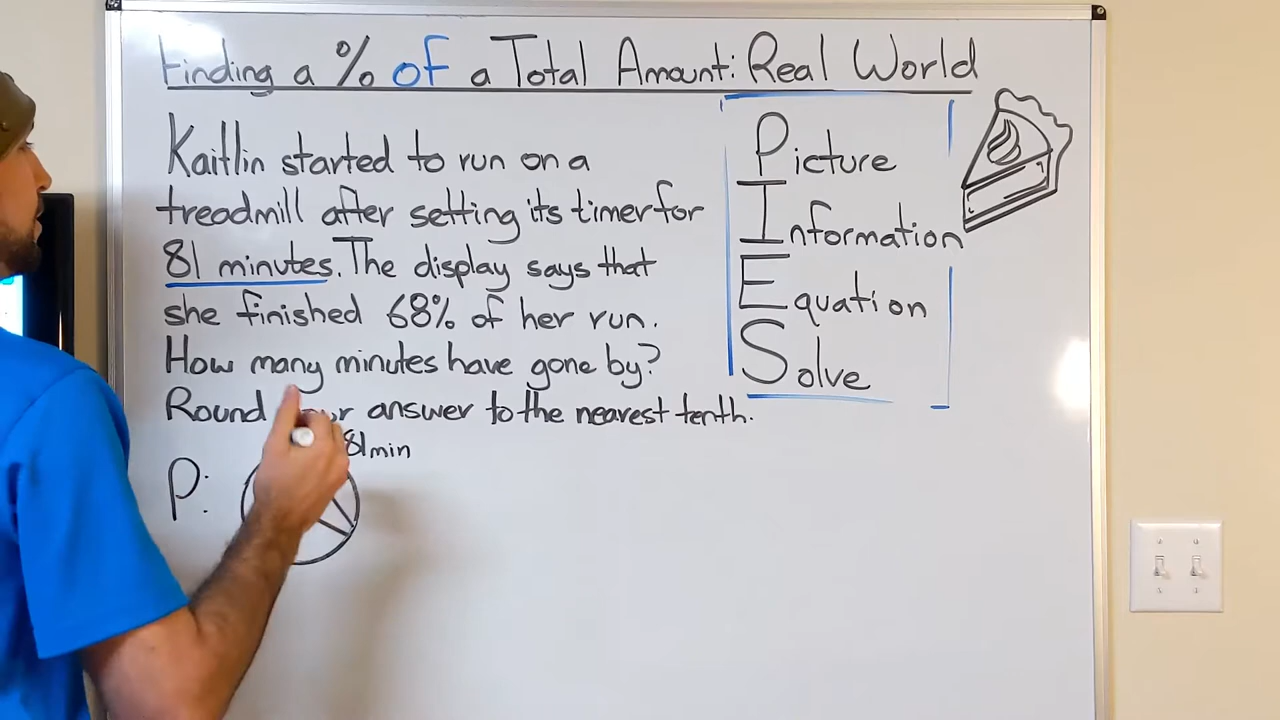 Finding a % of a Total Amount: Real World
Kaitlin started to run on a
treadmill after setting its timer for
81 minutes. The display says that
she finished 68% of her run.
How many minutes have gone by?
Round answer to the nearest tenth.
Picture
Information
Equation
Solve
81min
P: